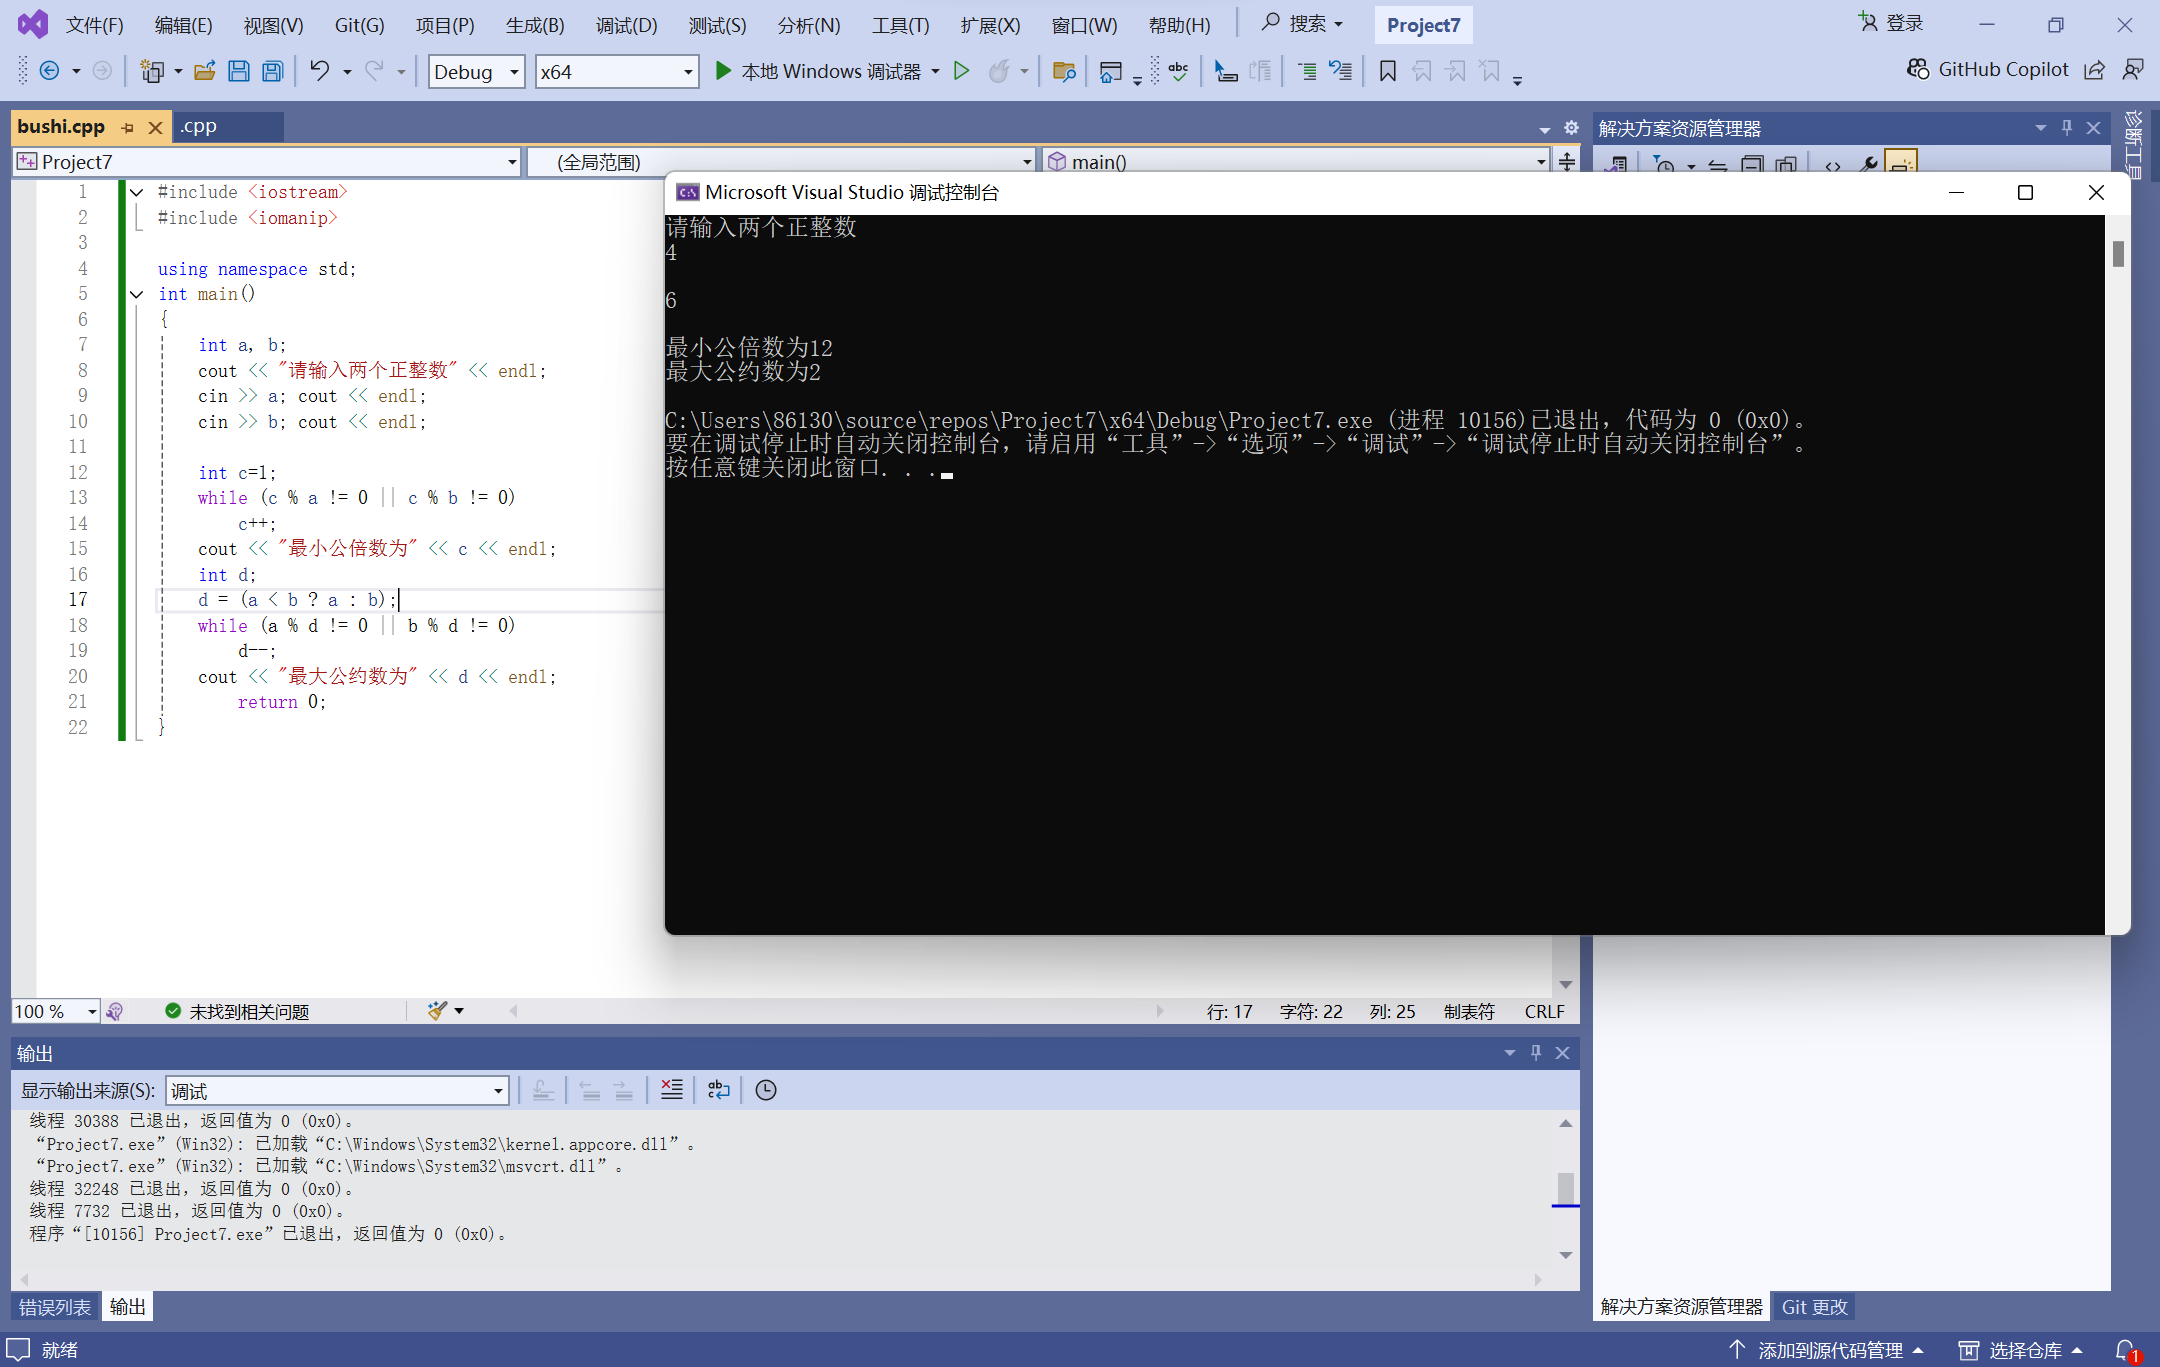 文件(F) 编辑(E) 视图(V) Git(G) 项目(P) 生成(B) 调试(D) 测试(S) 分析(N) 工具(T) 扩展(X) 窗口(W) 帮助(H) 搜索 Project7 登录
Debug x64 本地 Windows 调试器 abc GitHub Copilot
bushi.cpp .cpp
Project7 (全局范围) main()
1 #include <iostream>
2 #include <iomanip>
3
4 using namespace std;
5 int main()
6 {
7 int a, b;
8 cout << "请输入两个正整数" << endl;
9 cin >> a; cout << endl;
10 cin >> b; cout << endl;
11
12 int c=1;
13 while (c % a != 0 || c % b != 0)
14 c++;
15 cout << "最小公倍数为" << c << endl;
16 int d;
17 d = (a < b ? a : b);
18 while (a % d != 0 || b % d != 0)
19 d--;
20 cout << "最大公约数为" << d << endl;
21 return 0;
22 }
解决方案资源管理器
诊断工具
Microsoft Visual Studio 调试控制台
请输入两个正整数
4
6
最小公倍数为12
最大公约数为2
C:\Users\86130\source\repos\Project7\x64\Debug\Project7.exe (进程 10156)已退出，代码为 0 (0x0)。
要在调试停止时自动关闭控制台，请启用“工具”->“选项”->“调试”->“调试停止时自动关闭控制台”。
按任意键关闭此窗口. . .
100 % 未找到相关问题 行: 17 字符: 22 列: 25 制表符 CRLF
输出
显示输出来源(S): 调试
线程 30388 已退出，返回值为 0 (0x0)。
“Project7.exe”(Win32): 已加载“C:\Windows\System32\kernel.appcore.dll”。
“Project7.exe”(Win32): 已加载“C:\Windows\System32\msvcrt.dll”。
线程 32248 已退出，返回值为 0 (0x0)。
线程 7732 已退出，返回值为 0 (0x0)。
程序“[10156] Project7.exe”已退出，返回值为 0 (0x0)。
错误列表 输出
解决方案资源管理器 Git 更改
就绪 添加到源代码管理 选择仓库 1